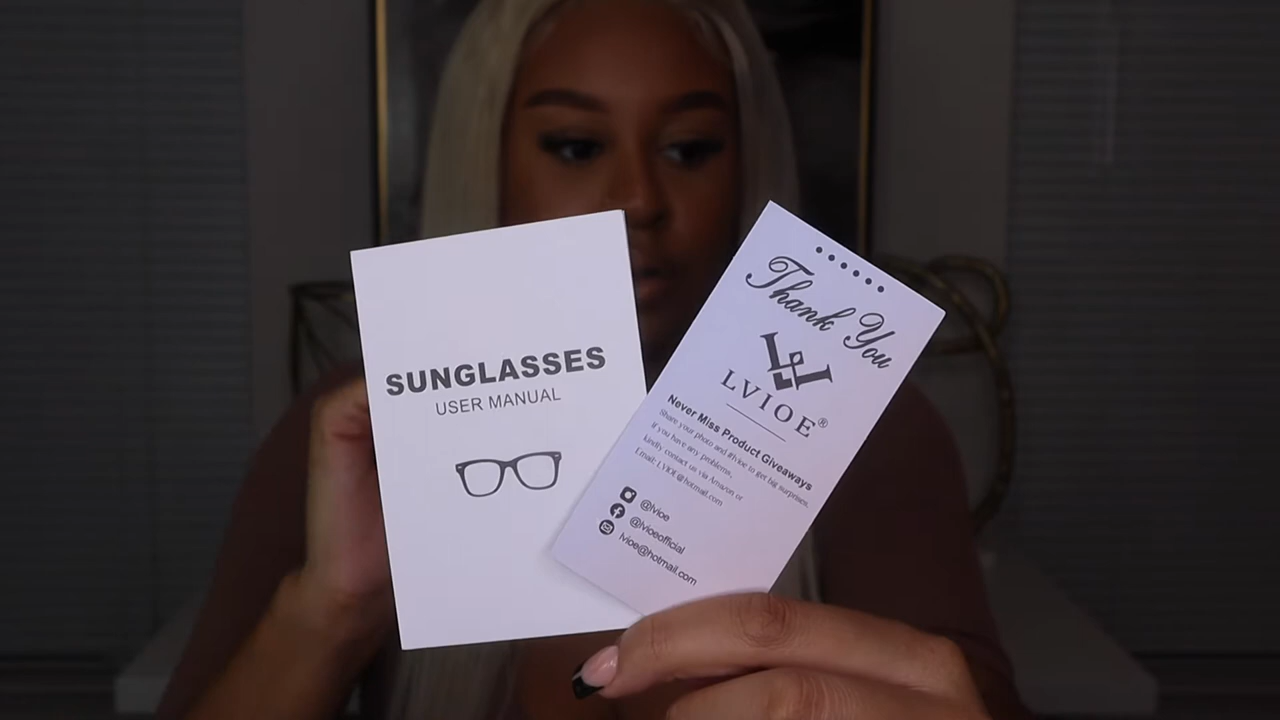 SUNGLASSES
USER MANUAL
Thank You
LVIOE®
Never Miss Product Giveaways
Share your photo and #lvioe to get big surprises.
If you have any problems,
kindly contact us via Amazon or
Email: LVIOE@hotmail.com
@lvioe
@lvioeofficial
lvioe@hotmail.com